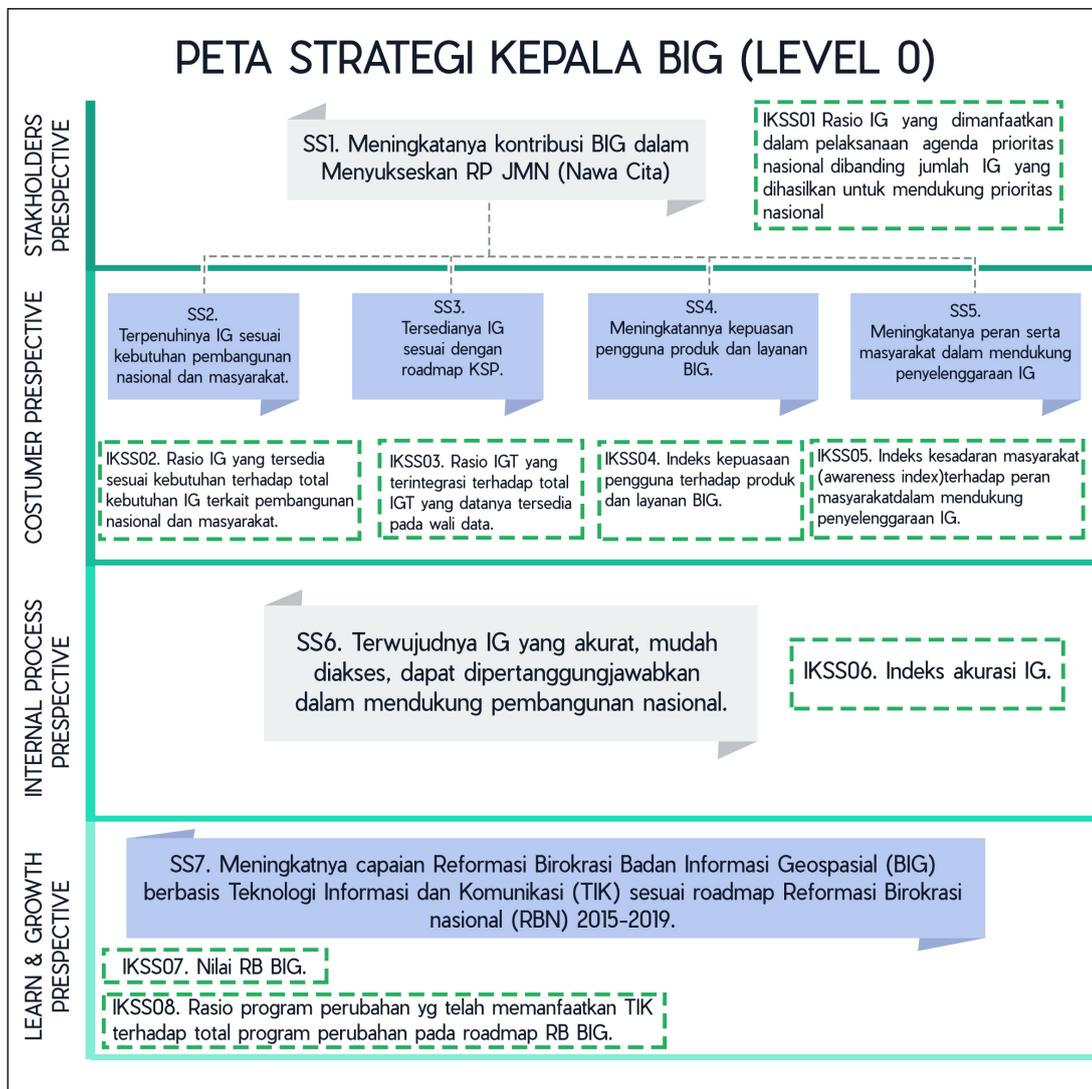 PETA STRATEGI KEPALA BIG (LEVEL 0)
STAKHOLDERS
PRESPECTIVE
SS1. Meningkatanya kontribusi BIG dalam
Menyukseskan RP JMN (Nawa Cita)
IKSS01 Rasio IG yang dimanfaatkan
dalam pelaksanaan agenda prioritas
nasional dibanding jumlah IG yang
dihasilkan untuk mendukung prioritas
nasional
COSTUMER PRESPECTIVE
SS2.
Terpenuhinya IG sesuai
kebutuhan pembangunan
nasional dan masyarakat.
SS3.
Tersedianya IG
sesuai dengan
roadmap KSP.
SS4.
Meningkatannya kepuasan
pengguna produk dan layanan
BIG.
SS5.
Meningkatanya peran serta
masyarakat dalam mendukung
penyelenggaraan IG
IKSS02. Rasio IG yang tersedia
sesuai kebutuhan terhadap total
kebutuhan IG terkait pembangunan
nasional dan masyarakat.
IKSS03. Rasio IGT yang
terintegrasi terhadap total
IGT yang datanya tersedia
pada wali data.
IKSS04. Indeks kepuasaan
pengguna terhadap produk
dan layanan BIG.
IKSS05. Indeks kesadaran masyarakat
(awareness index)terhadap peran
masyarakatdalam mendukung
penyelenggaraan IG.
INTERNAL PROCESS
PRESPECTIVE
SS6. Terwujudnya IG yang akurat, mudah
diakses, dapat dipertanggungjawabkan
dalam mendukung pembangunan nasional.
IKSS06. Indeks akurasi IG.
LEARN & GROWTH
PRESPECTIVE
SS7. Meningkatnya capaian Reformasi Birokrasi Badan Informasi Geospasial (BIG)
berbasis Teknologi Informasi dan Komunikasi (TIK) sesuai roadmap Reformasi Birokrasi
nasional (RBN) 2015-2019.
IKSS07. Nilai RB BIG.
IKSS08. Rasio program perubahan yg telah memanfaatkan TIK
terhadap total program perubahan pada roadmap RB BIG.